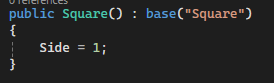 0 references
public Square() : base("Square")
{
Side = 1;
}